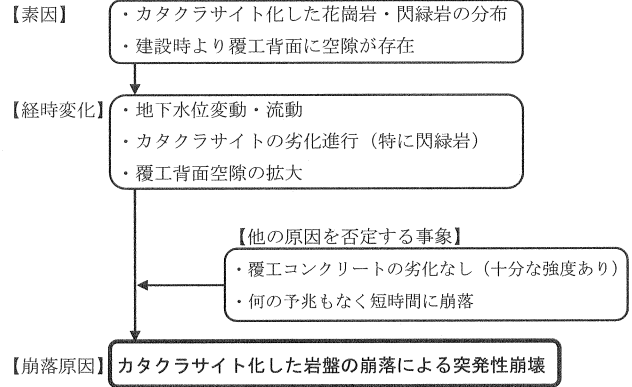 【素因】
・カタクラサイト化した花崗岩・閃緑岩の分布
・建設時より覆工背面に空隙が存在
【経時変化】
・地下水位変動・流動
・カタクラサイトの劣化進行（特に閃緑岩）
・覆工背面空隙の拡大
【他の原因を否定する事象】
・覆工コンクリートの劣化なし（十分な強度あり）
・何の予兆もなく短時間に崩落
【崩落原因】
カタクラサイト化した岩盤の崩落による突発性崩壊